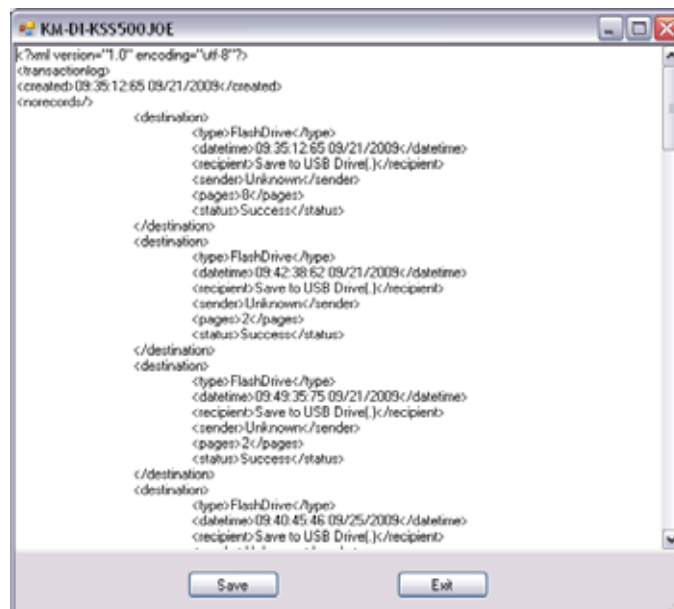 KM-DI-KSS500JOE
<?xml version="1.0" encoding="utf-8"?>
<transactionlog>
<created>09:35:12:65 09/21/2009</created>
<norecords/>
<destination>
<type>FlashDrive</type>
<datetime>09:35:12:65 09/21/2009</datetime>
<recipient>Save to USB Drive(.)</recipient>
<sender>Unknown</sender>
<pages>8</pages>
<status>Success</status>
</destination>
<destination>
<type>FlashDrive</type>
<datetime>09:42:38:62 09/21/2009</datetime>
<recipient>Save to USB Drive(.)</recipient>
<sender>Unknown</sender>
<pages>2</pages>
<status>Success</status>
</destination>
<destination>
<type>FlashDrive</type>
<datetime>09:49:35:75 09/21/2009</datetime>
<recipient>Save to USB Drive(.)</recipient>
<sender>Unknown</sender>
<pages>2</pages>
<status>Success</status>
</destination>
<destination>
<type>FlashDrive</type>
<datetime>09:40:45:46 09/25/2009</datetime>
<recipient>Save to USB Drive(.)</recipient>
Save Exit